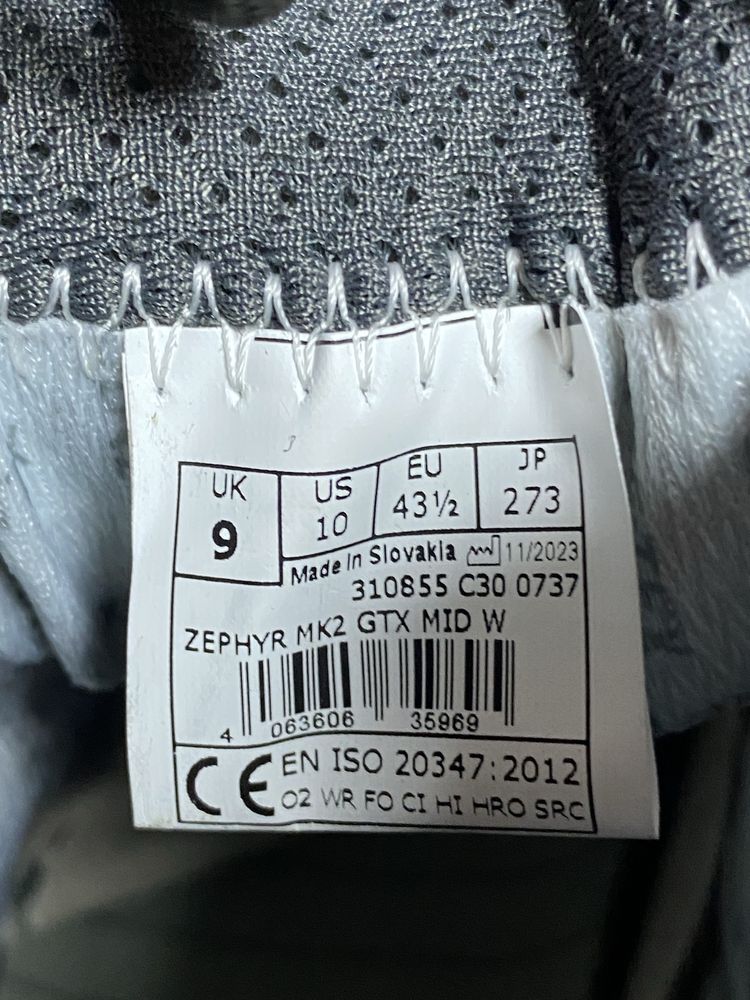 UK US EU JP
9 10 43½ 273
Made in Slovakia 11/2023
310855 C30 0737
ZEPHYR MK2 GTX MID W
4 063606 35969
CE EN ISO 20347:2012
O2 WR FO CI HI HRO SRC